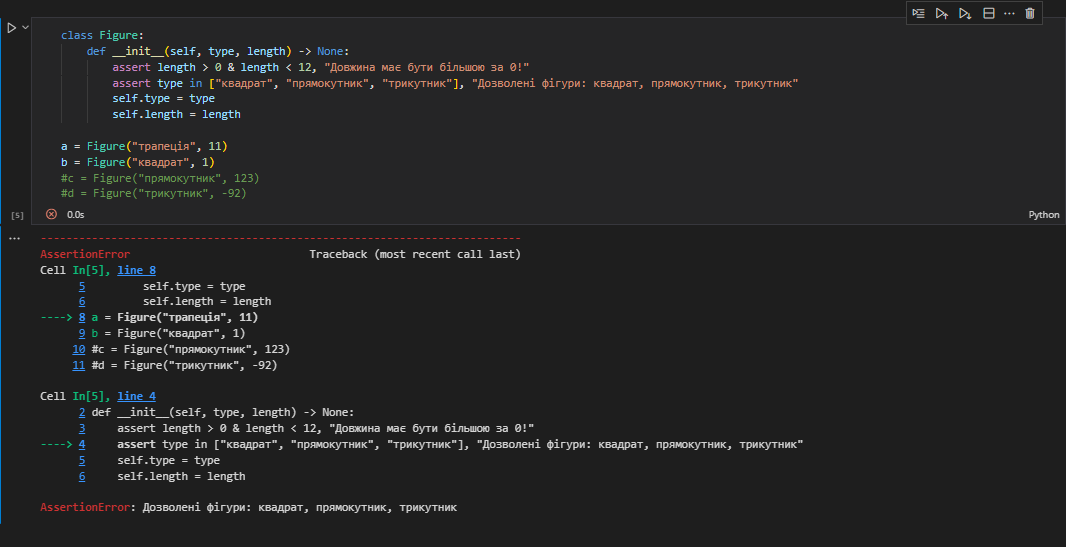 class Figure:
    def __init__(self, type, length) -> None:
        assert length > 0 & length < 12, "Довжина має бути більшою за 0!"
        assert type in ["квадрат", "прямокутник", "трикутник"], "Дозволені фігури: квадрат, прямокутник, трикутник"
        self.type = type
        self.length = length

a = Figure("трапеція", 11)
b = Figure("квадрат", 1)
#c = Figure("прямокутник", 123)
#d = Figure("трикутник", -92)
[5] 0.0s Python
---------------------------------------------------------------------------
AssertionError                            Traceback (most recent call last)
Cell In[5], line 8
      5         self.type = type
      6         self.length = length
----> 8 a = Figure("трапеція", 11)
      9 b = Figure("квадрат", 1)
     10 #c = Figure("прямокутник", 123)
     11 #d = Figure("трикутник", -92)

Cell In[5], line 4
      2 def __init__(self, type, length) -> None:
      3     assert length > 0 & length < 12, "Довжина має бути більшою за 0!"
----> 4     assert type in ["квадрат", "прямокутник", "трикутник"], "Дозволені фігури: квадрат, прямокутник, трикутник"
      5     self.type = type
      6     self.length = length

AssertionError: Дозволені фігури: квадрат, прямокутник, трикутник